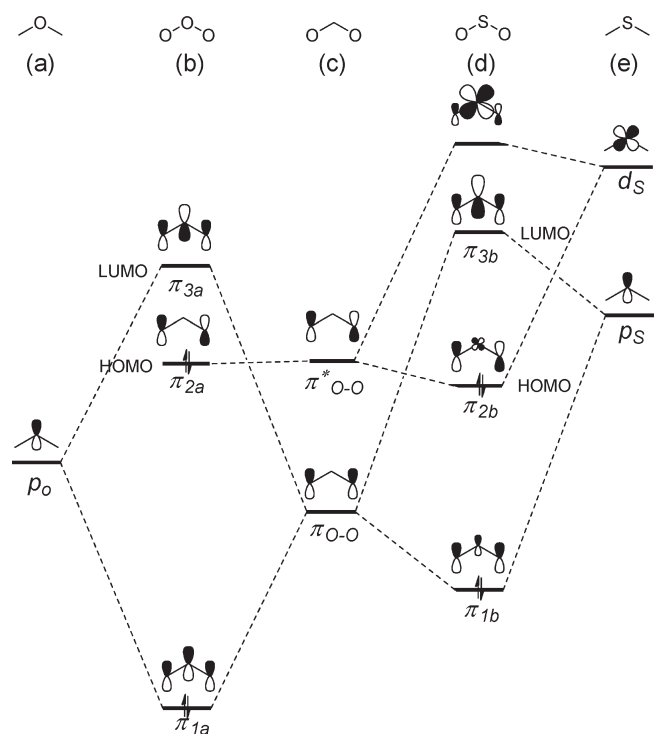 O O O O O O O S O S
(a) (b) (c) (d) (e)
d_S
LUMO π_3a
π_3b LUMO
p_S
HOMO π_2a
π*_O-O
π_2b HOMO
p_o
π_O-O
π_1b
π_1a